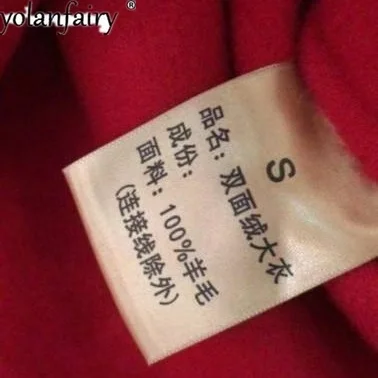 yolanfairy®
S
品名：双面绒大衣
成份：
面料：100%羊毛
(连接线除外)